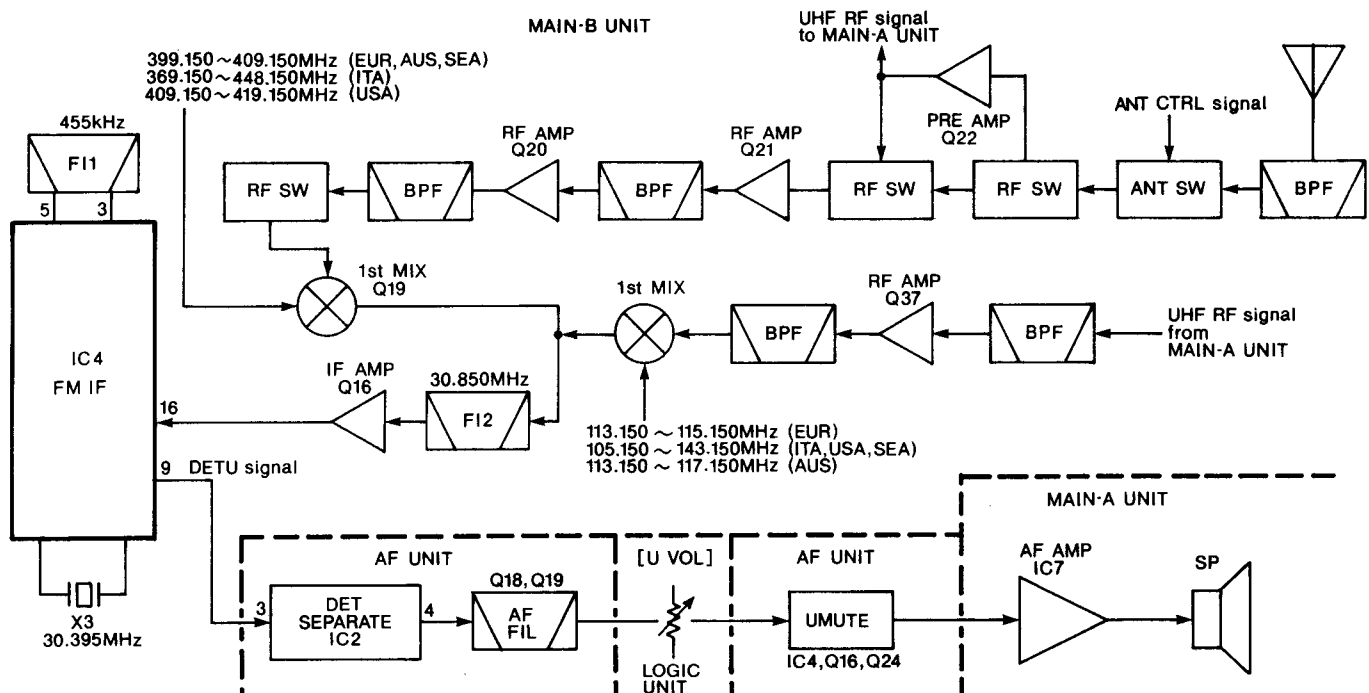 MAIN-B UNIT
UHF RF signal
to MAIN-A UNIT
399.150~409.150MHz (EUR, AUS, SEA)
369.150~448.150MHz (ITA)
409.150~419.150MHz (USA)
455kHz
FI1
5
3
RF SW
BPF
RF AMP
Q20
BPF
RF AMP
Q21
RF SW
PRE AMP
Q22
RF SW
ANT CTRL signal
ANT SW
BPF
1st MIX
Q19
1st MIX
BPF
RF AMP
Q37
BPF
UHF RF signal
from
MAIN-A UNIT
IC4
FM IF
16
IF AMP
Q16
30.850MHz
FI2
113.150~115.150MHz (EUR)
105.150~143.150MHz (ITA, USA, SEA)
113.150~117.150MHz (AUS)
9
DETU signal
X3
30.395MHz
AF UNIT
3
DET
SEPARATE
IC2
4
Q18, Q19
AF
FIL
[U VOL]
LOGIC
UNIT
AF UNIT
UMUTE
IC4, Q16, Q24
MAIN-A UNIT
AF AMP
IC7
SP